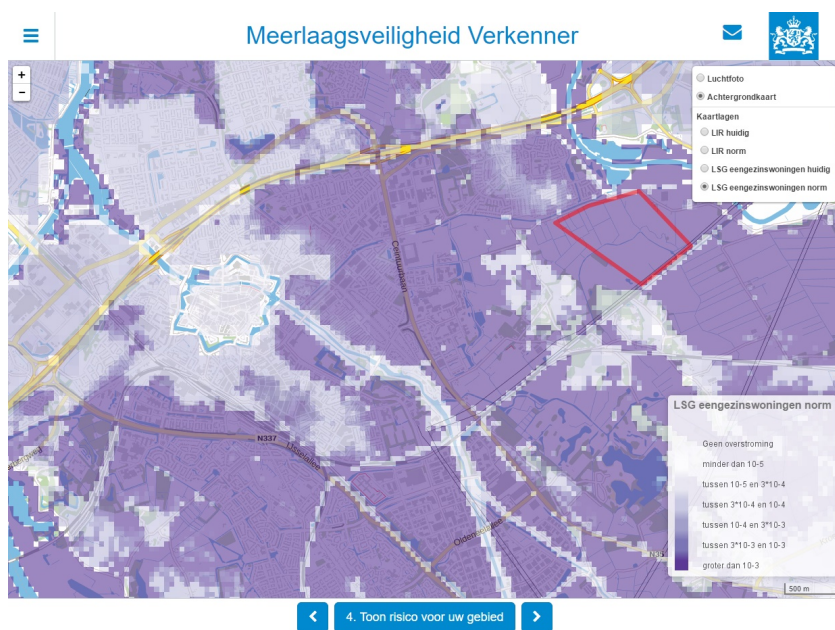 Meerlaagsveiligheid Verkenner
+
−
Luchtfoto
Achtergrondkaart
Kaartlagen
LIR huidig
LIR norm
LSG eengezinswoningen huidig
LSG eengezinswoningen norm
Ceintuurbaan
N337
IJsselallee
LSG eengezinswoningen norm
Geen overstroming
minder dan 10-5
tussen 10-5 en 3*10-4
tussen 3*10-4 en 10-4
tussen 10-4 en 3*10-3
tussen 3*10-3 en 10-3
groter dan 10-3
500 m
4. Toon risico voor uw gebied